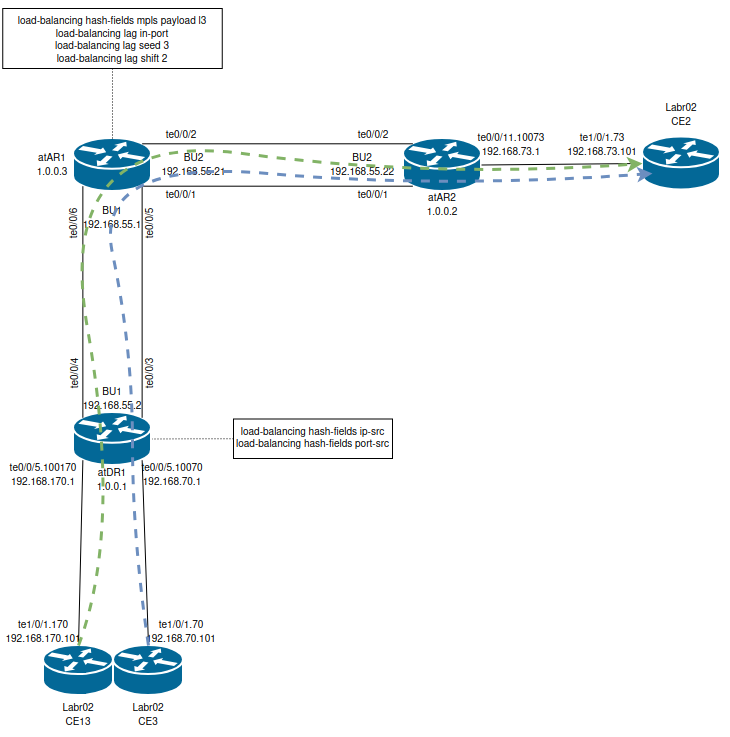 load-balancing hash-fields mpls payload l3
load-balancing lag in-port
load-balancing lag seed 3
load-balancing lag shift 2
Labr02
CE2
te0/0/2
te0/0/2
te0/0/11.10073
te1/0/1.73
192.168.73.1
192.168.73.101
atAR1
1.0.0.3
BU2
192.168.55.21
BU2
192.168.55.22
te0/0/1
te0/0/1
atAR2
1.0.0.2
te0/0/6
BU1
192.168.55.1
te0/0/5
te0/0/4
te0/0/3
BU1
192.168.55.2
load-balancing hash-fields ip-src
load-balancing hash-fields port-src
te0/0/5.100170
192.168.170.1
atDR1
1.0.0.1
te0/0/5.10070
192.168.70.1
te1/0/1.170
192.168.170.101
te1/0/1.70
192.168.70.101
Labr02
CE13
Labr02
CE3